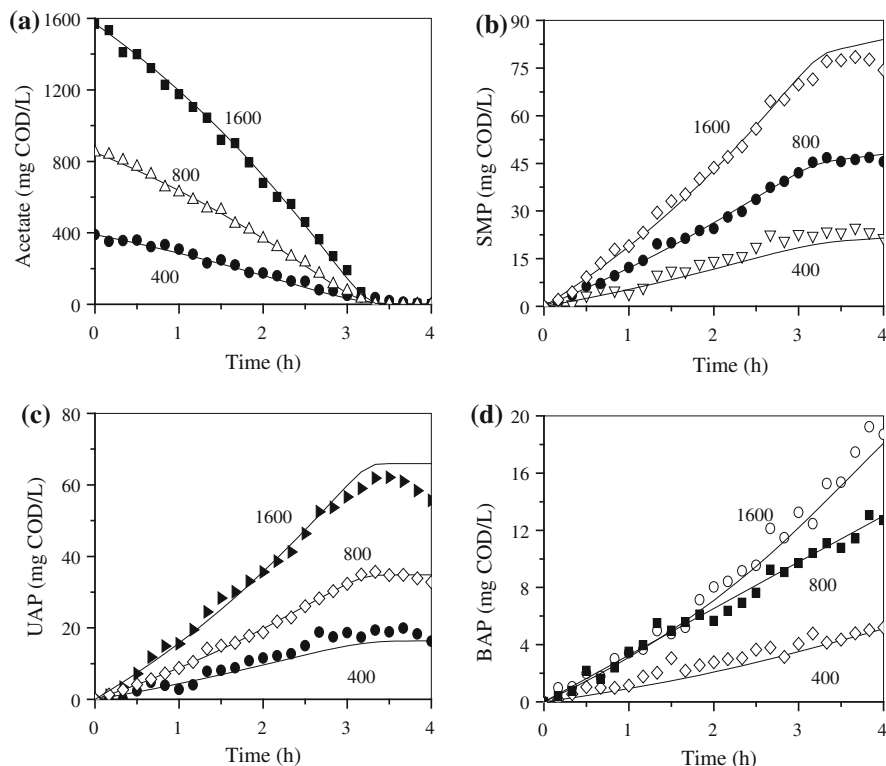 (a)
1600
1200
800
400
0
Acetate (mg COD/L)
1600
800
400
0 1 2 3 4
Time (h)
(b)
90
75
60
45
30
15
0
SMP (mg COD/L)
1600
800
400
0 1 2 3 4
Time (h)
(c)
80
60
40
20
0
UAP (mg COD/L)
1600
800
400
0 1 2 3 4
Time (h)
(d)
20
16
12
8
4
0
BAP (mg COD/L)
1600
800
400
0 1 2 3 4
Time (h)